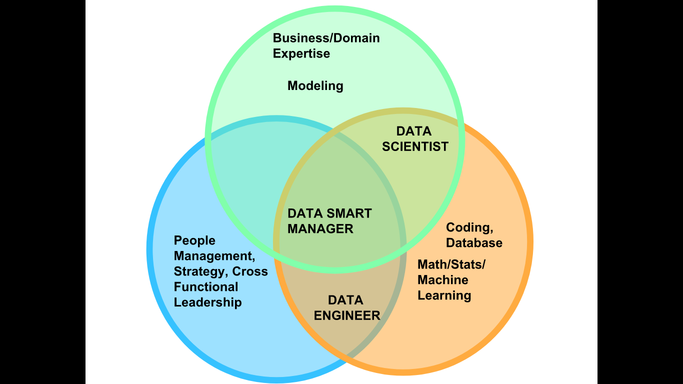 Business/Domain
Expertise
Modeling
DATA
SCIENTIST
DATA SMART
MANAGER
People
Management,
Strategy, Cross
Functional
Leadership
Coding,
Database
Math/Stats/
Machine
Learning
DATA
ENGINEER